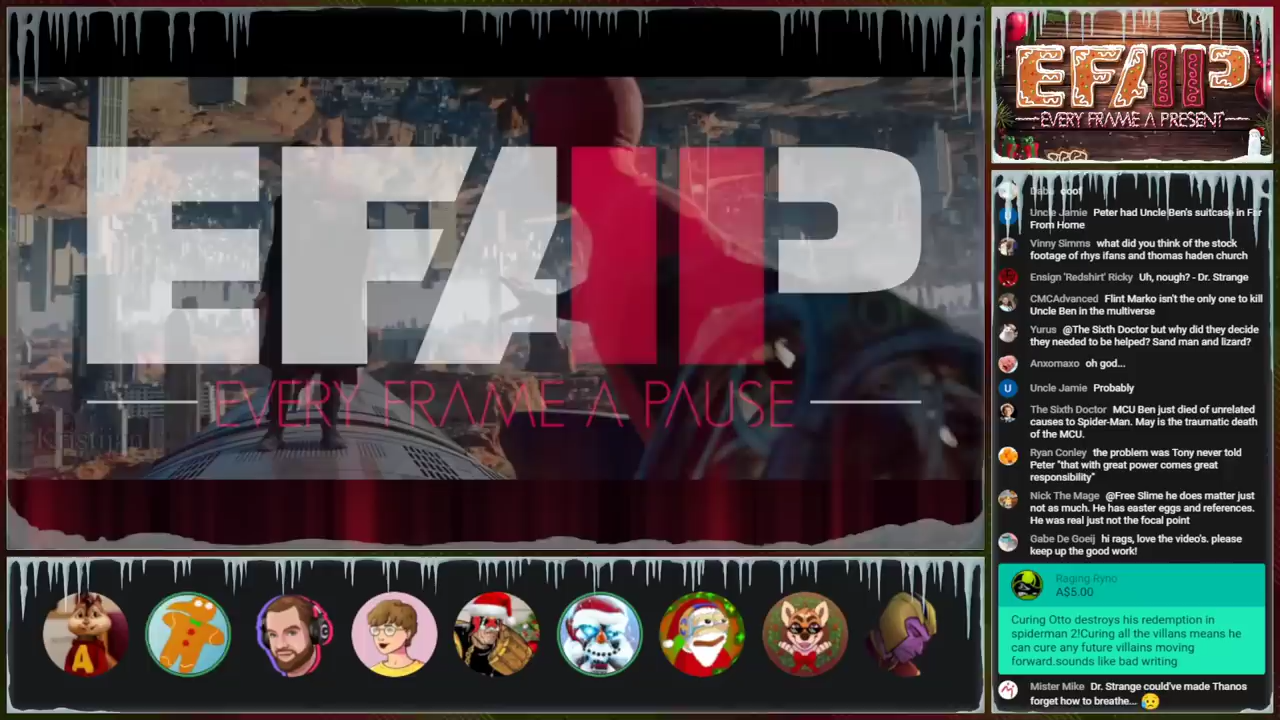 EFAP
EVERY FRAME A PAUSE
Kristijan
A
EFAP
EVERY FRAME A PRESENT
Uncle Jamie Peter had Uncle Ben's suitcase in Far
From Home
Vinny Simms what did you think of the stock
footage of rhys ifans and thomas haden church
Ensign 'Redshirt' Ricky Uh, nough? - Dr. Strange
CMCAdvanced Flint Marko isn't the only one to kill
Uncle Ben in the multiverse
Yurus @The Sixth Doctor but why did they decide
they needed to be helped? Sand man and lizard?
Anxomaxo oh god...
Uncle Jamie Probably
The Sixth Doctor MCU Ben just died of unrelated
causes to Spider-Man. May is the traumatic death
of the MCU.
Ryan Conley the problem was Tony never told
Peter "that with great power comes great
responsibility"
Nick The Mage @Free Slime he does matter just
not as much. He has easter eggs and references.
He was real just not the focal point
Gabe De Goeij hi rags, love the video's. please
keep up the good work!
Raging Ryno
A$5.00
Curing Otto destroys his redemption in
spiderman 2!Curing all the villans means he
can cure any future villains moving
forward.sounds like bad writing
Mister Mike Dr. Strange could've made Thanos
forget how to breathe... 😥